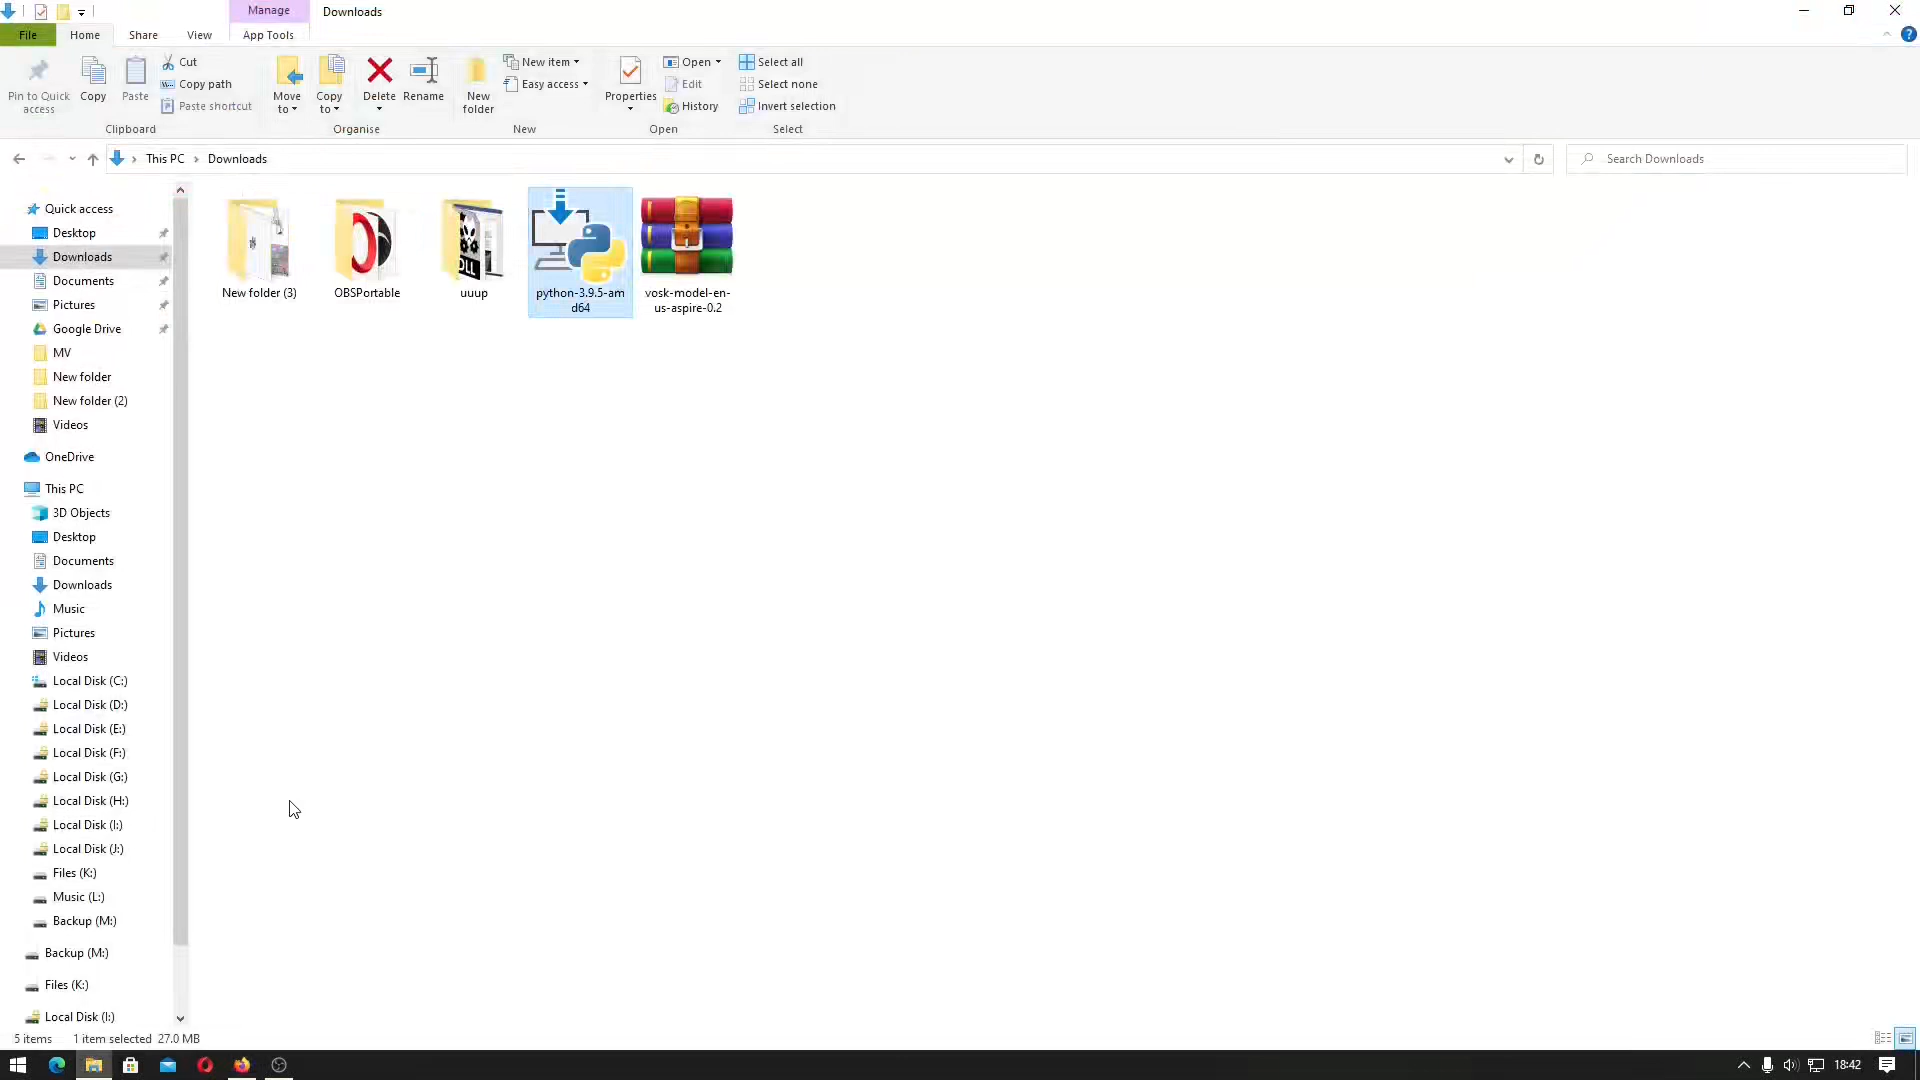 Manage
Downloads
File
Home
Share
View
App Tools
Pin to Quick
access
Copy
Paste
Cut
Copy path
Paste shortcut
Clipboard
Move
to
Copy
to
Delete
Rename
Organise
New
folder
New item
Easy access
New
Properties
Open
Edit
History
Open
Select all
Select none
Invert selection
Select
This PC
Downloads
Search Downloads
Quick access
Desktop
Downloads
Documents
Pictures
Google Drive
MV
New folder
New folder (2)
Videos
OneDrive
This PC
3D Objects
Desktop
Documents
Downloads
Music
Pictures
Videos
Local Disk (C:)
Local Disk (D:)
Local Disk (E:)
Local Disk (F:)
Local Disk (G:)
Local Disk (H:)
Local Disk (I:)
Local Disk (J:)
Files (K:)
Music (L:)
Backup (M:)
Backup (M:)
Files (K:)
Local Disk (I:)
New folder (3)
OBSPortable
DLL
uuup
python-3.9.5-am
d64
vosk-model-en-
us-aspire-0.2
5 items
1 item selected 27.0 MB
18:42